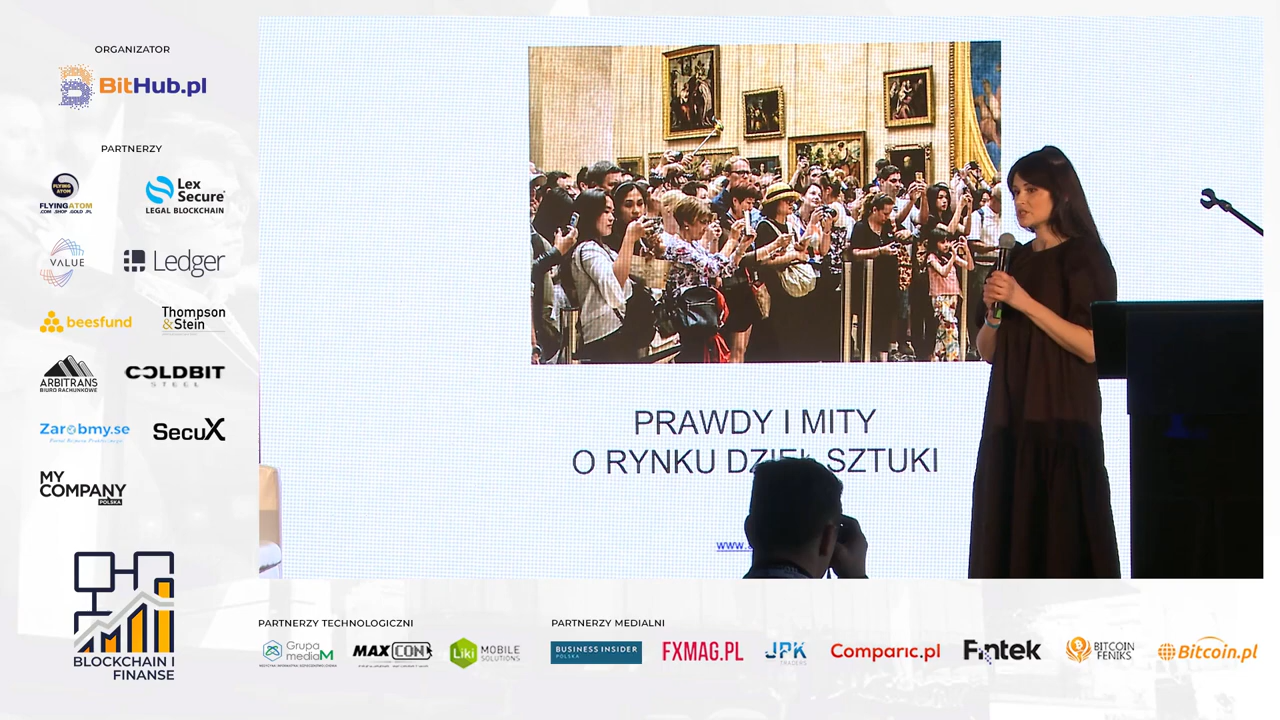 ORGANIZATOR
BitHub.pl
PARTNERZY
FLYING ATOM
FLYINGATOM
.COM .SHOP .GOLD .PL
Lex Secure
LEGAL BLOCKCHAIN
VALUE
Ledger
beesfund
Thompson
&Stein
ARBITRANS
BIURO RACHUNKOWE
COLDBIT
STEEL
Zarobmy.se
SecuX
MY
COMPANY
POLSKA
BLOCKCHAIN I
FINANSE
PRAWDY I MITY
O RYNKU DZIEŁ SZTUKI
www.
PARTNERZY TECHNOLOGICZNI
Grupa
mediaM
MAXCON
Liki MOBILE
SOLUTIONS
PARTNERZY MEDIALNI
BUSINESS INSIDER
POLSKA
FXMAG.PL
JPK
TRADERS
Comparic.pl
Fintek
BITCOIN
FENIKS
Bitcoin.pl